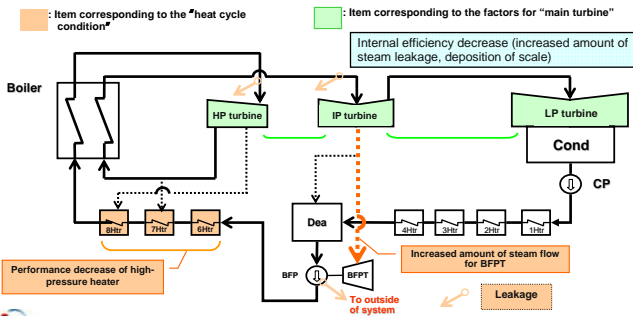 : Item corresponding to the "heat cycle
condition"
: Item corresponding to the factors for “main turbine”
Internal efficiency decrease (increased amount of
steam leakage, deposition of scale)
Boiler
HP turbine
IP turbine
LP turbine
Cond
CP
Dea
8Htr
7Htr
6Htr
4Htr
3Htr
2Htr
1Htr
Performance decrease of high-
pressure heater
BFP
BFPT
Increased amount of steam flow
for BFPT
To outside
of system
Leakage